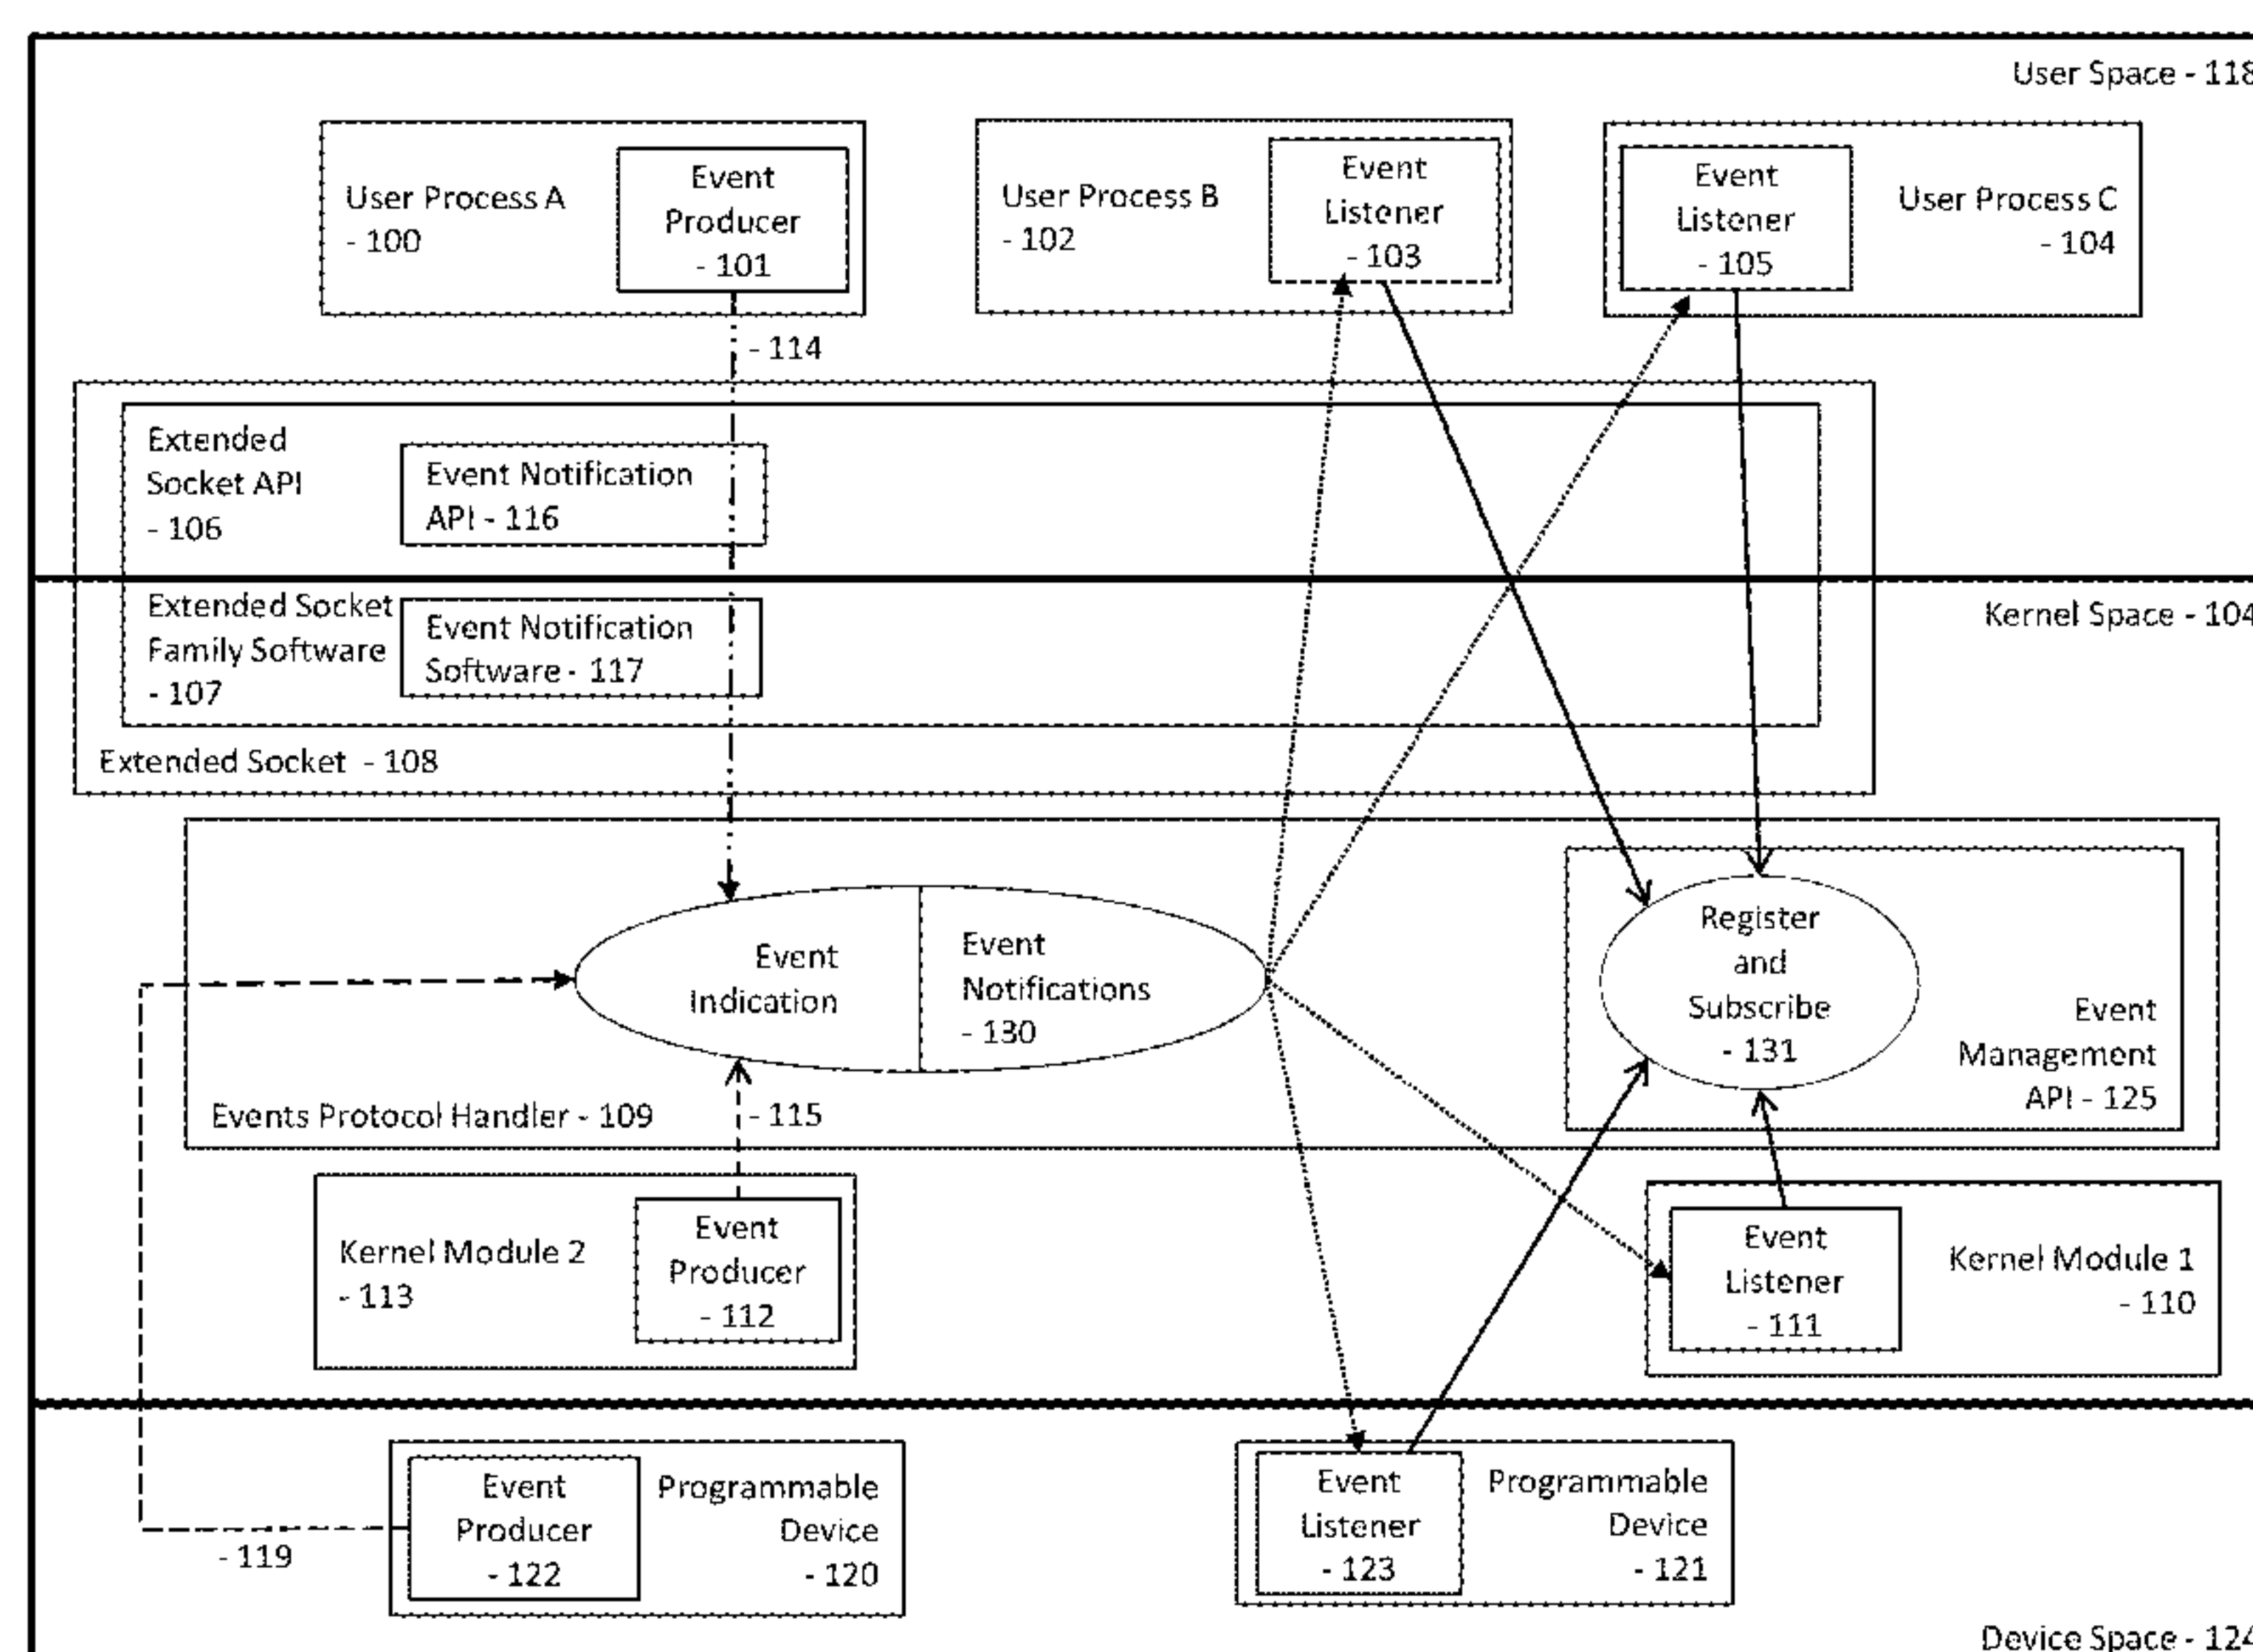 User Space - 118
User Process A
- 100
Event
Producer
- 101
User Process B
- 102
Event
Listener
- 103
Event
Listener
- 105
User Process C
- 104
- 114
Extended
Socket API
- 106
Event Notification
API - 116
Extended Socket
Family Software
- 107
Event Notification
Software - 117
Kernel Space - 104
Extended Socket - 108
Event
Indication
Event
Notifications
- 130
Register
and
Subscribe
- 131
Event
Management
API - 125
Events Protocol Handler - 109
- 115
Kernel Module 2
- 113
Event
Producer
- 112
Event
Listener
- 111
Kernel Module 1
- 110
Event
Producer
- 122
Programmable
Device
- 120
- 119
Event
Listener
- 123
Programmable
Device
- 121
Device Space - 124